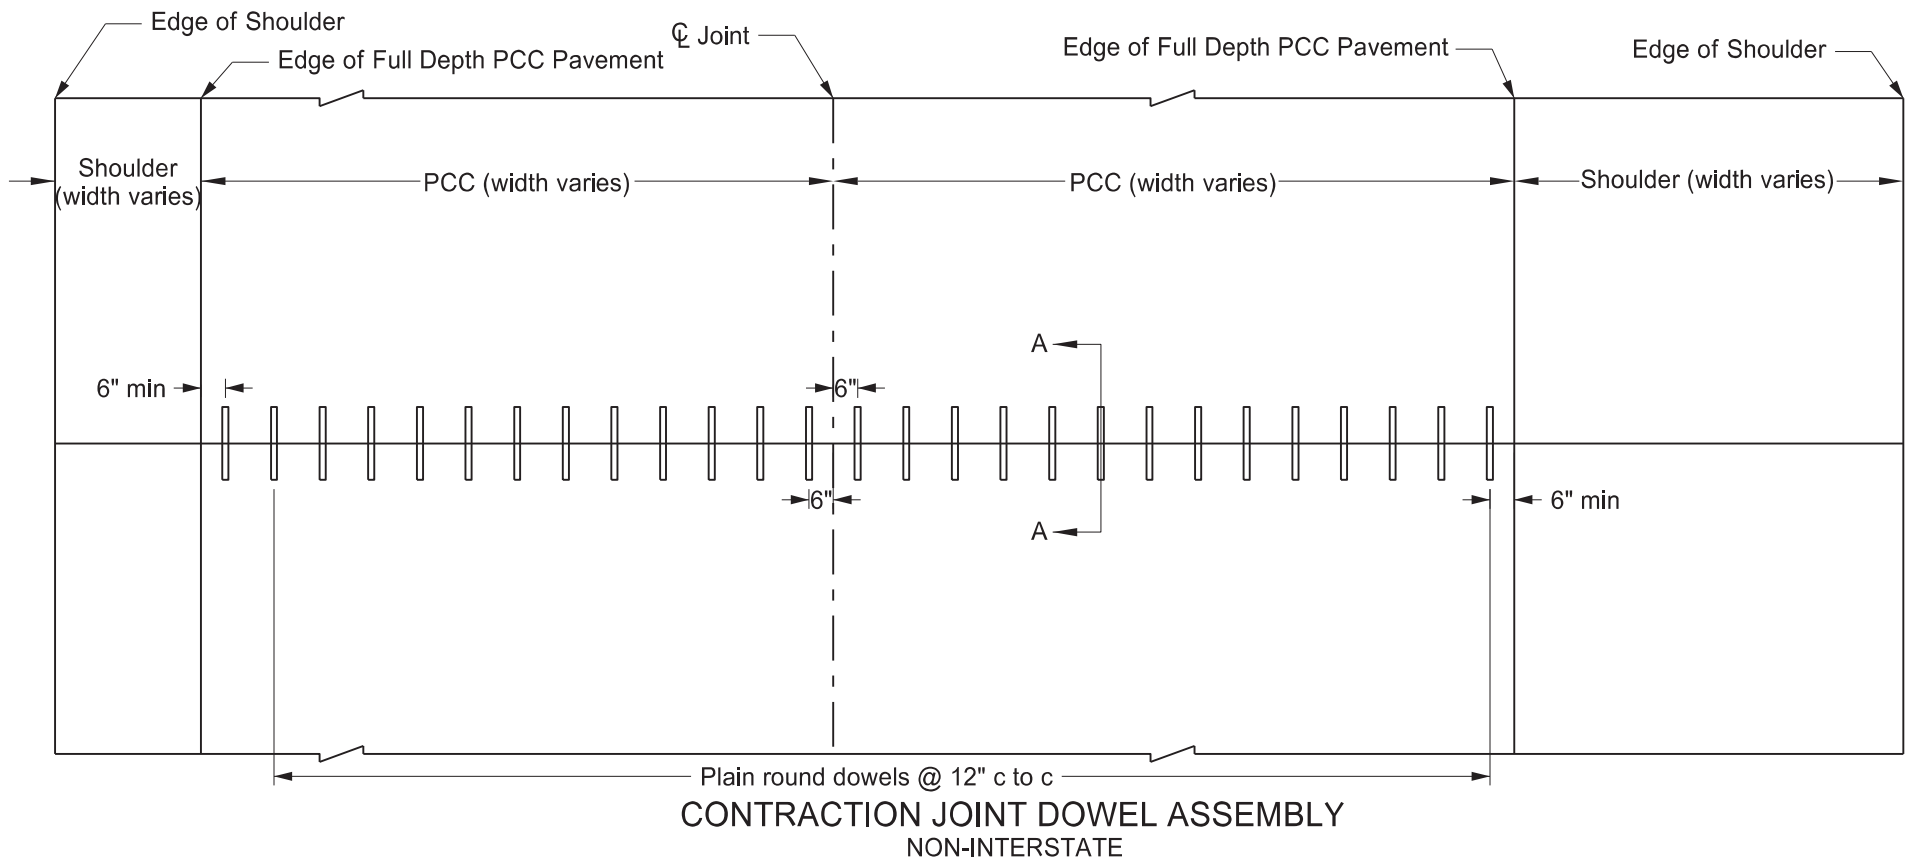 Edge of Shoulder
℄ Joint
Edge of Full Depth PCC Pavement
Edge of Full Depth PCC Pavement
Edge of Shoulder
Shoulder
(width varies)
PCC (width varies)
PCC (width varies)
Shoulder (width varies)
A
6" min
6"
6"
6" min
A
Plain round dowels @ 12" c to c
CONTRACTION JOINT DOWEL ASSEMBLY
NON-INTERSTATE